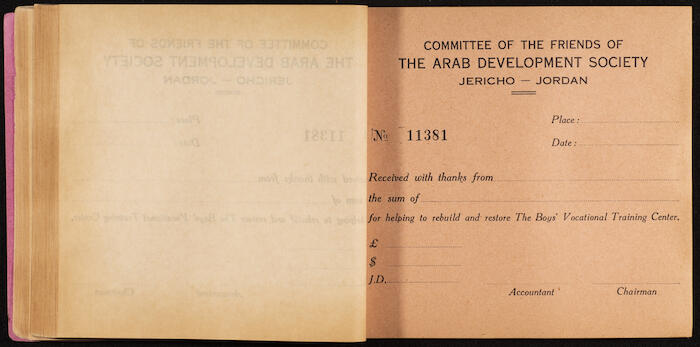 COMMITTEE OF THE FRIENDS OF
THE ARAB DEVELOPMENT SOCIETY
JERICHO — JORDAN
Place:
№ 11381
Date:
Received with thanks from
the sum of
for helping to rebuild and restore The Boys' Vocational Training Center.
£
$
J.D.
Accountant Chairman